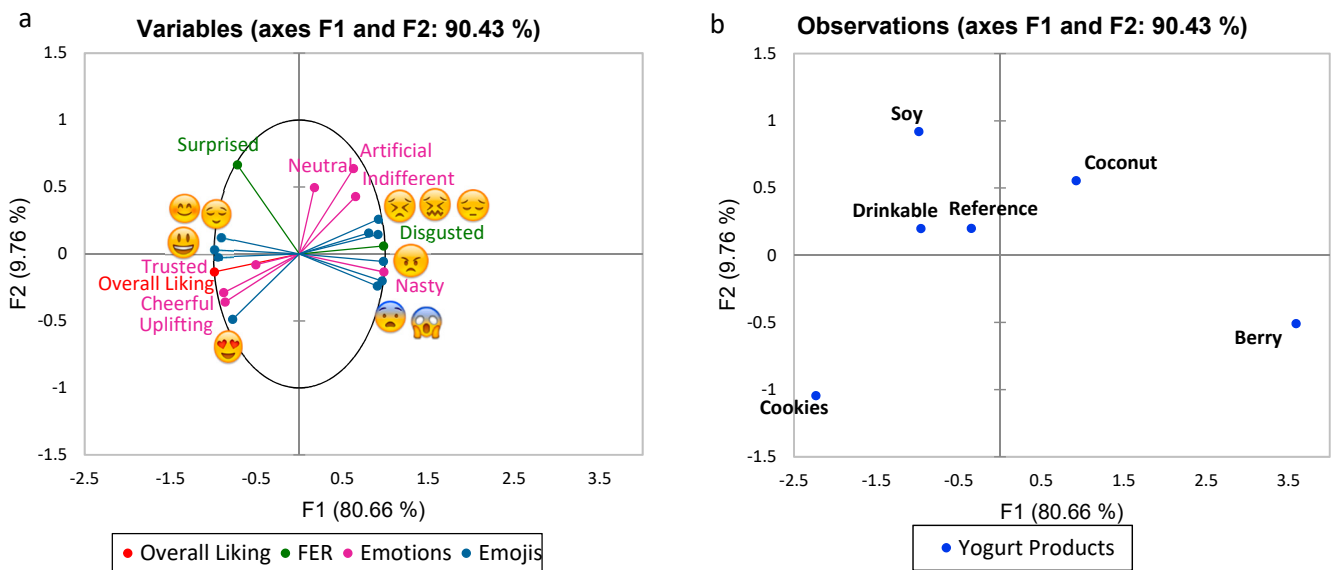 a
Variables (axes F1 and F2: 90.43 %)
1.5
1
0.5
0
-0.5
-1
-1.5
F2 (9.76 %)
Surprised
Neutral
Artificial
Indifferent
Disgusted
Trusted
Overall Liking
Cheerful
Uplifting
Nasty
-2.5 -1.5 -0.5 0.5 1.5 2.5 3.5
F1 (80.66 %)
Overall Liking FER Emotions Emojis
b
Observations (axes F1 and F2: 90.43 %)
1.5
1
0.5
0
-0.5
-1
-1.5
F2 (9.76 %)
Soy
Coconut
Drinkable Reference
Berry
Cookies
-2.5 -1.5 -0.5 0.5 1.5 2.5 3.5
F1 (80.66 %)
Yogurt Products